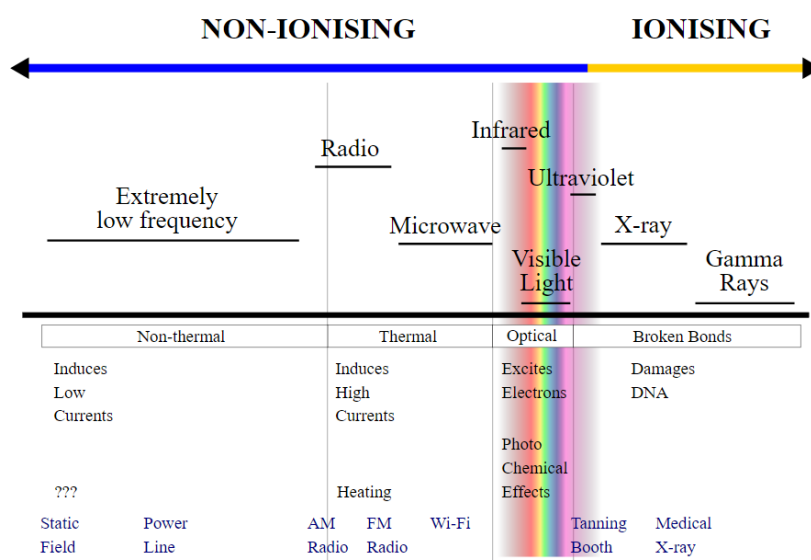 NON-IONISING IONISING
Infrared
Radio
Ultraviolet
Extremely
low frequency
Microwave
X-ray
Visible
Light
Gamma
Rays
Non-thermal Thermal Optical Broken Bonds
Induces Induces Excites Damages
Low High Electrons DNA
Currents Currents
Photo
Chemical
??? Heating Effects
Static Power AM FM Wi-Fi Tanning Medical
Field Line Radio Radio Booth X-ray